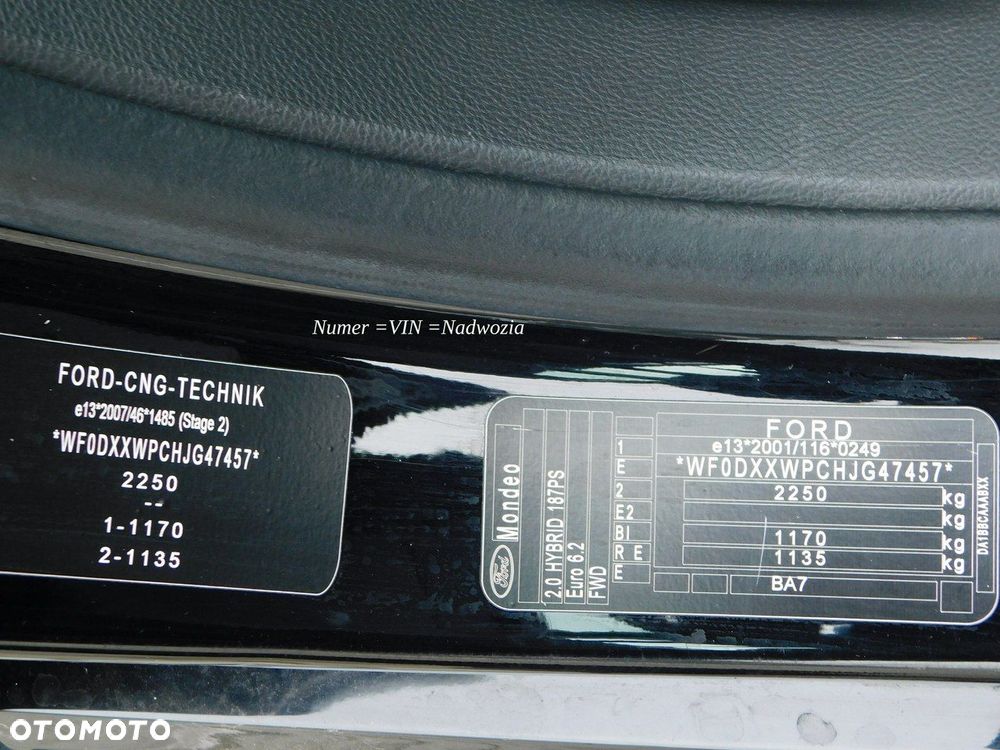 Numer =VIN =Nadwozia
FORD-CNG-TECHNIK
e13*2007/46*1485 (Stage 2)
*WF0DXXWPCHJG47457*
2250
--
1-1170
2-1135
Ford
Mondeo
2.0 HYBRID 187PS
Euro 6.2
FWD
FORD
e13*2001/116*0249
*WF0DXXWPCHJG47457*
1
E
2
E2
BI
R E
E
2250 kg
kg
1170 kg
1135 kg
BA7
DA1BBCAAABXX
OTOMOTO